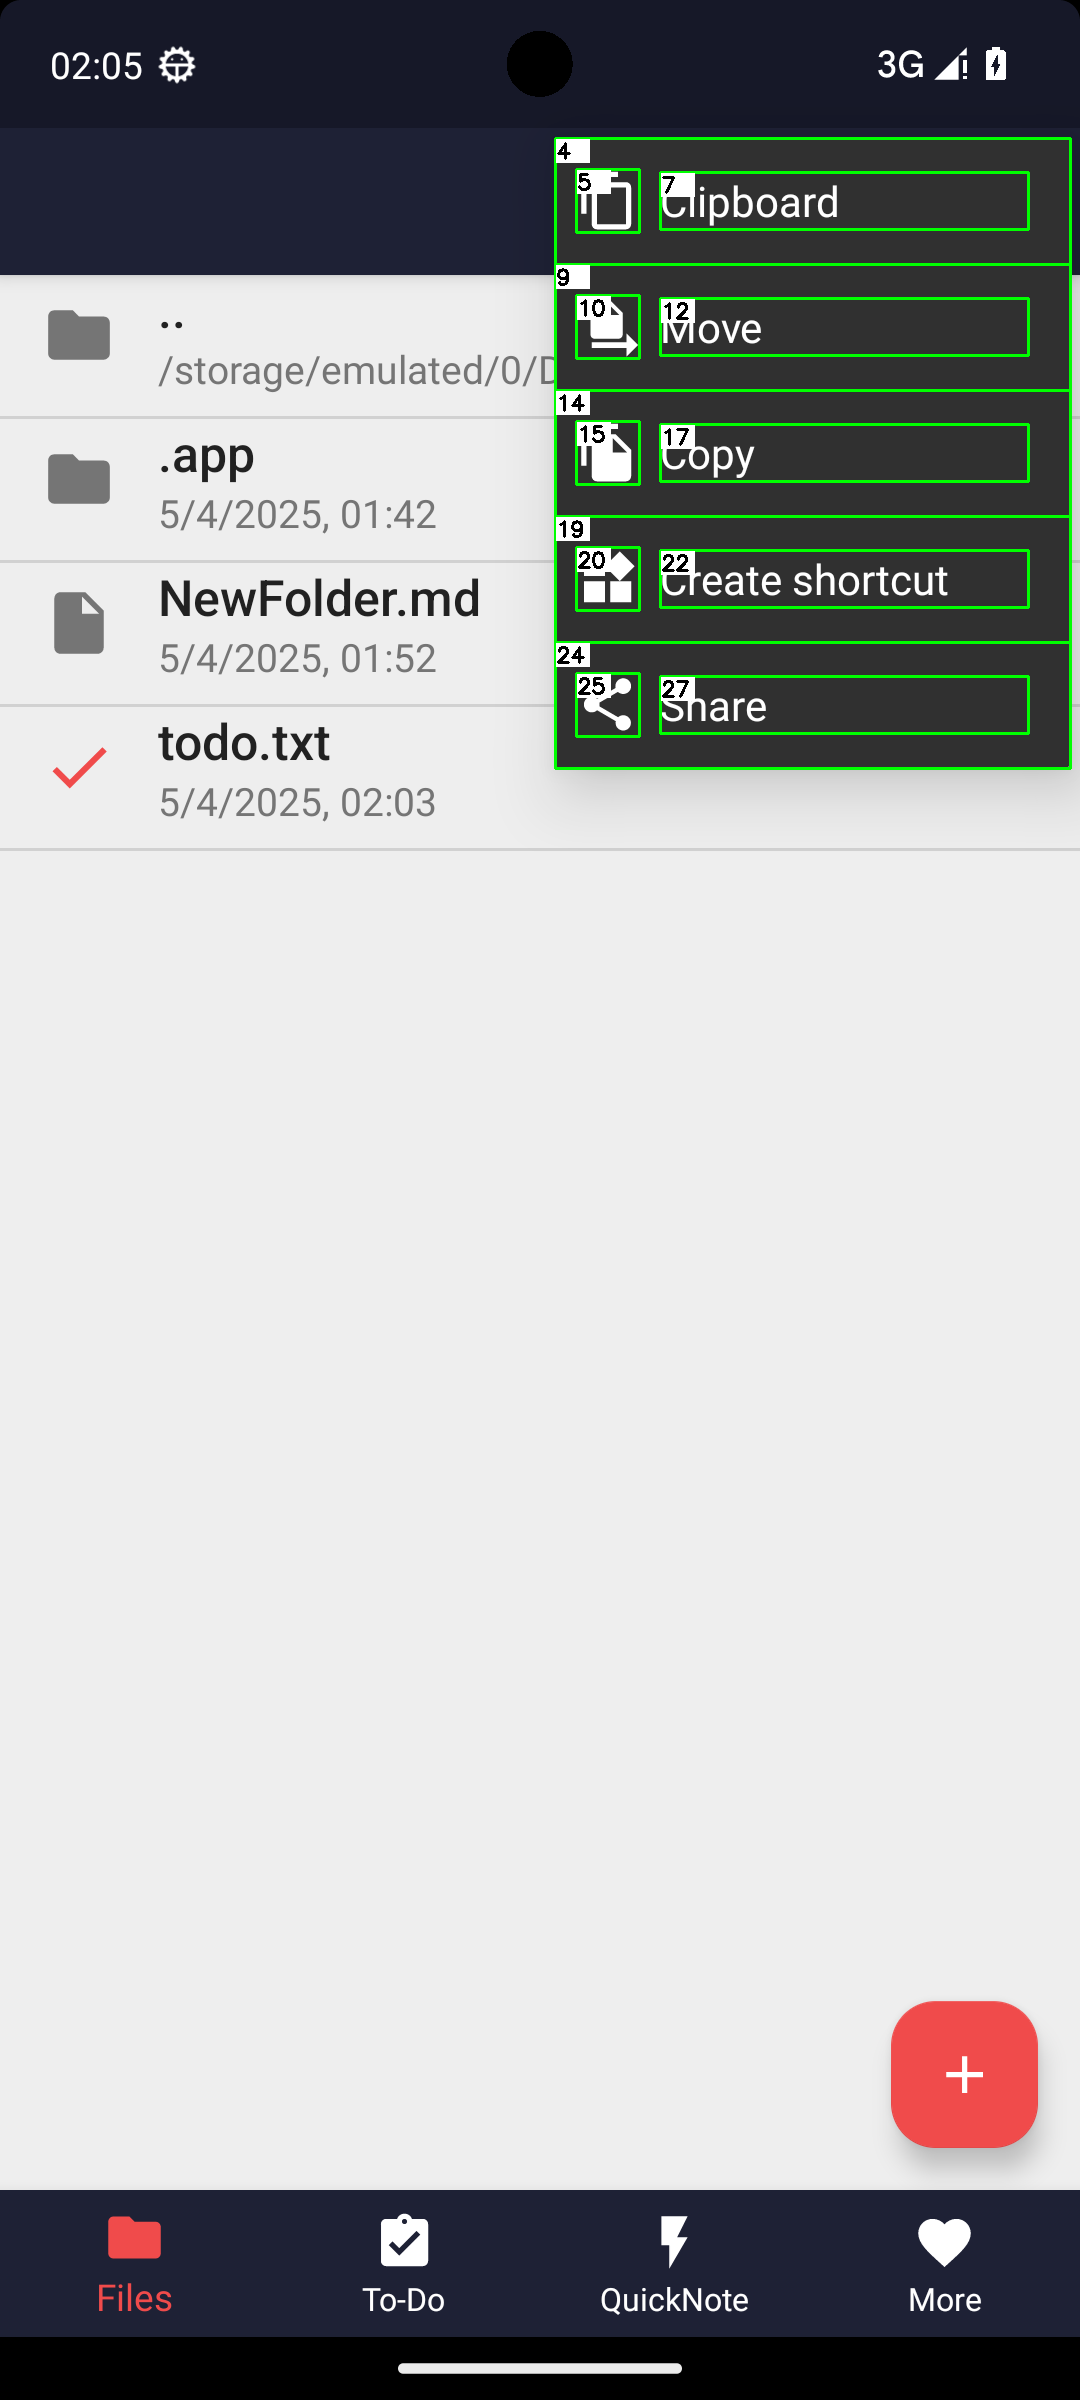 02:05
3G
4
5
7
Clipboard
9
10
12
Move
14
15
17
Copy
19
20
22
Create shortcut
24
25
27
Share
..
/storage/emulated/0/D
.app
5/4/2025, 01:42
NewFolder.md
5/4/2025, 01:52
todo.txt
5/4/2025, 02:03
Files
To-Do
QuickNote
More